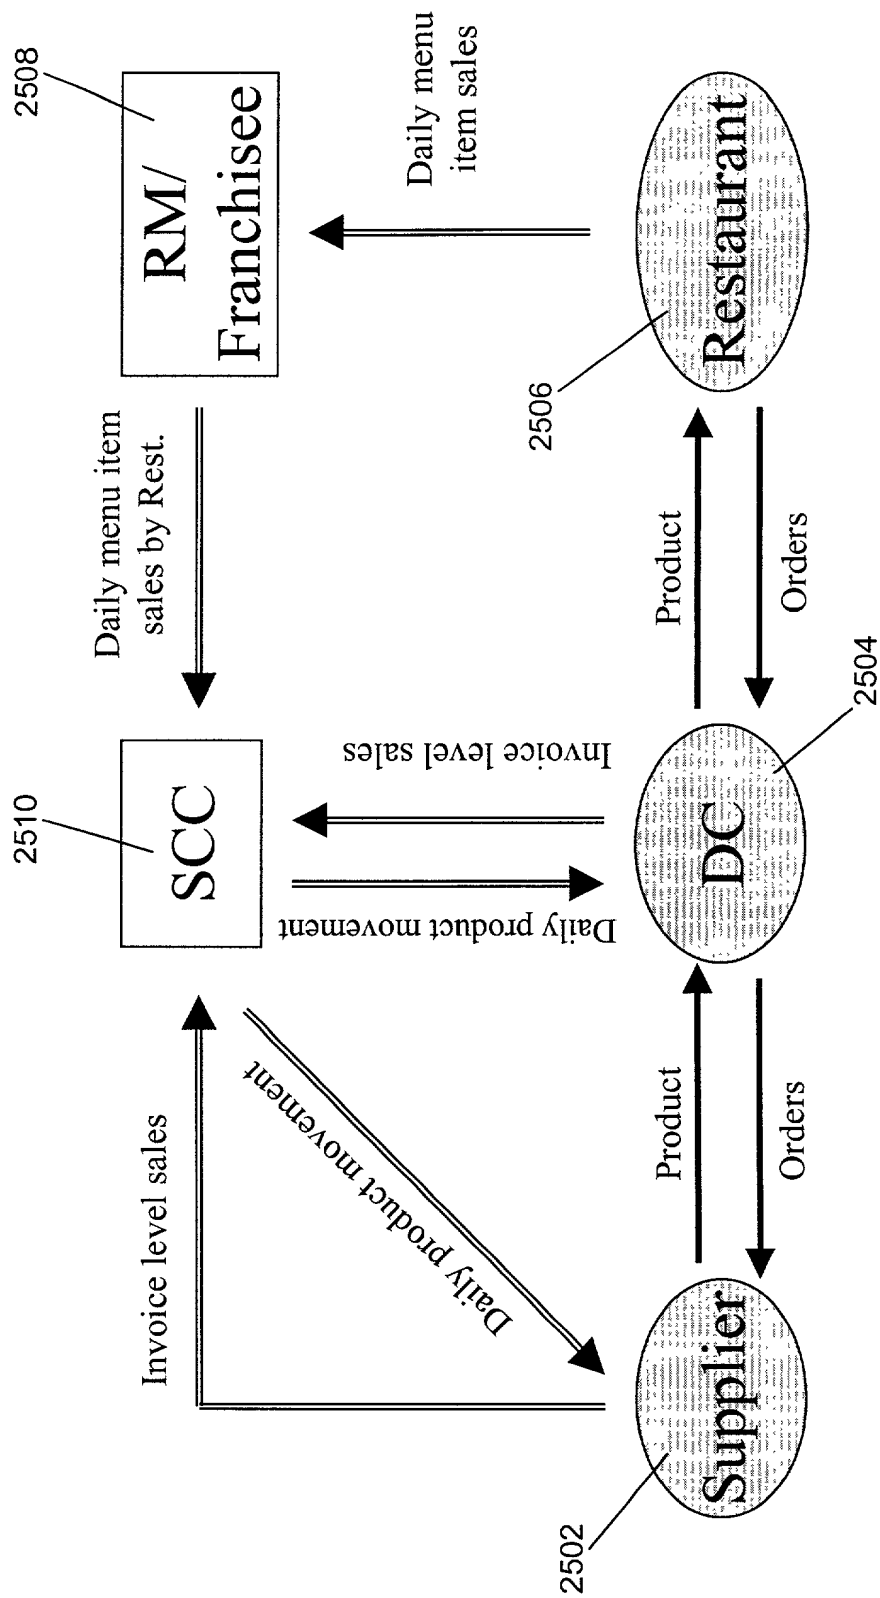 2510
2508
SCC
RM/
Franchisee
Daily menu item
sales by Rest.
Invoice level sales
Daily product movement
Daily product movement
Invoice level sales
Daily menu
item sales
2502
2506
Supplier
DC
Restaurant
Product
Orders
Product
Orders
2504